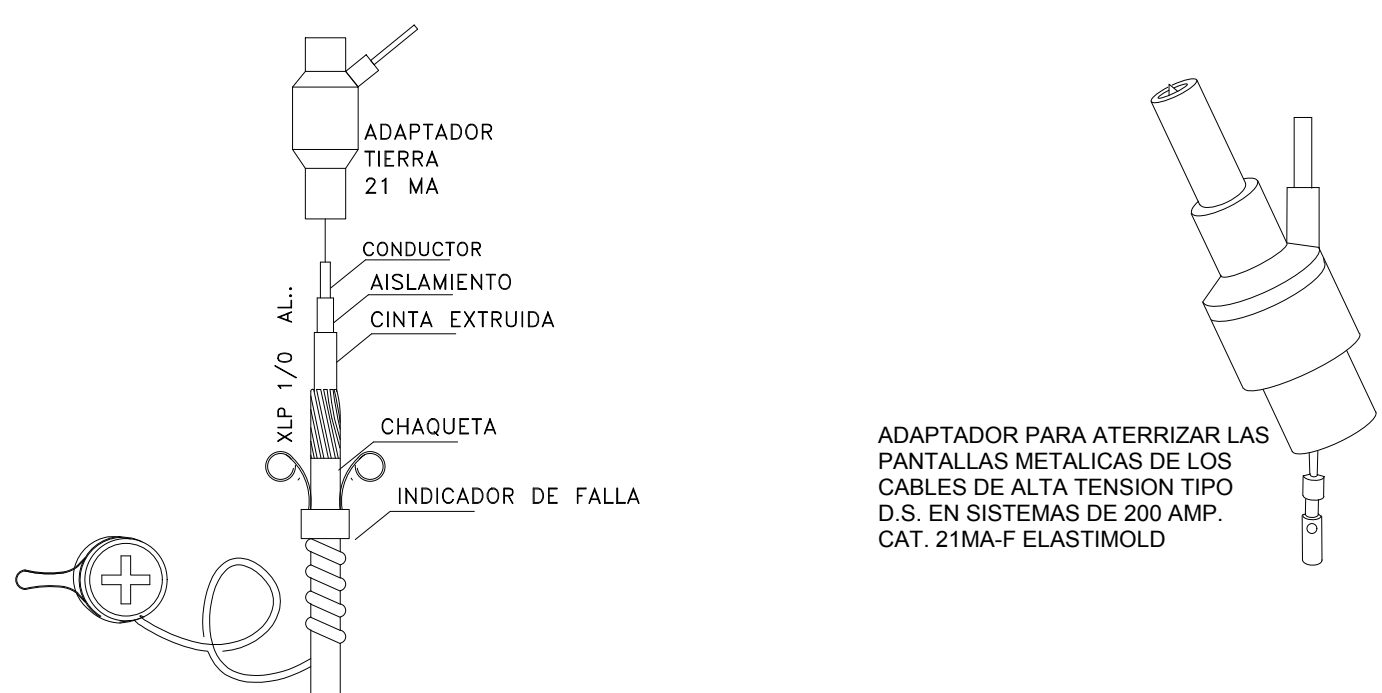 ADAPTADOR
TIERRA
21 MA
CONDUCTOR
AISLAMIENTO
CINTA EXTRUIDA
XLP 1/0 AL..
CHAQUETA
INDICADOR DE FALLA
ADAPTADOR PARA ATERRIZAR LAS
PANTALLAS METALICAS DE LOS
CABLES DE ALTA TENSION TIPO
D.S. EN SISTEMAS DE 200 AMP.
CAT. 21MA-F ELASTIMOLD